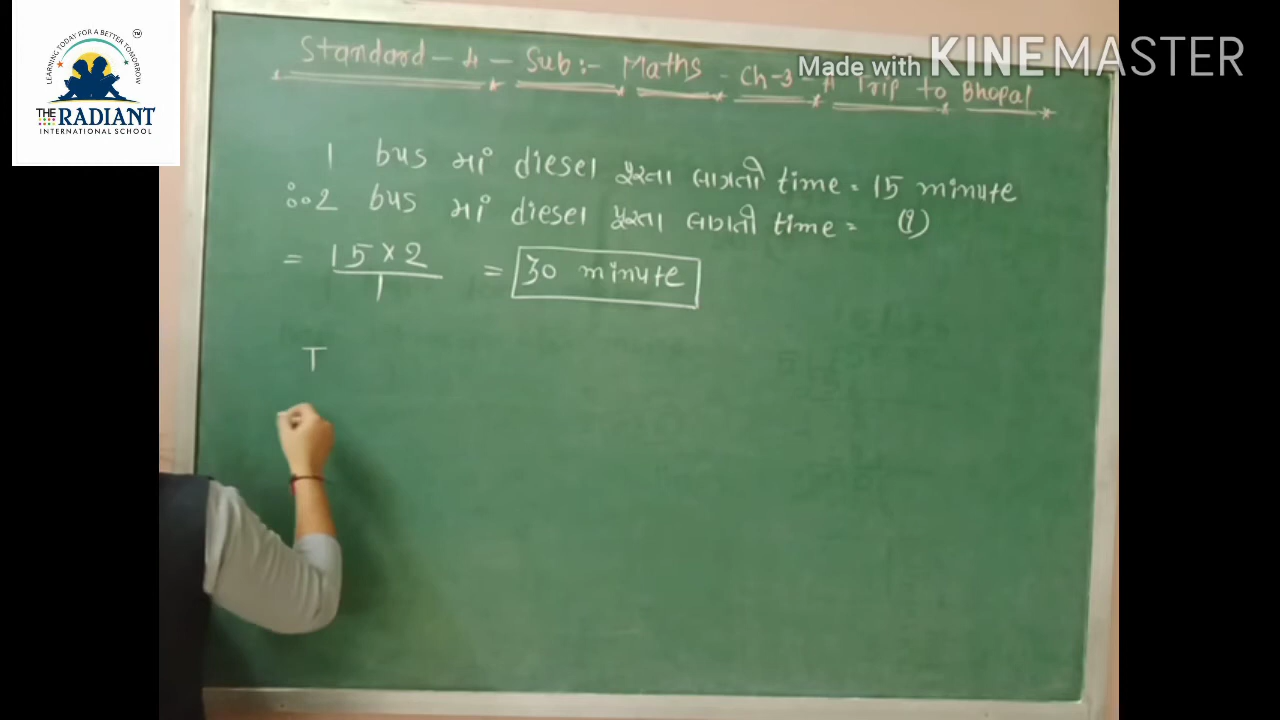 LEARNING TODAY FOR A BETTER TOMORROW
TM
THE RADIANT
INTERNATIONAL SCHOOL
Made with KINEMASTER
Standard - 4 - Sub:- Maths - Ch-3 - A Trip to Bhopal
1 bus માં diesel પુરતા લાગતો time = 15 minute
∴ 2 bus માં diesel પુરતા લાગતો time = (?)
= 15 × 2
1
= 30 minute
T